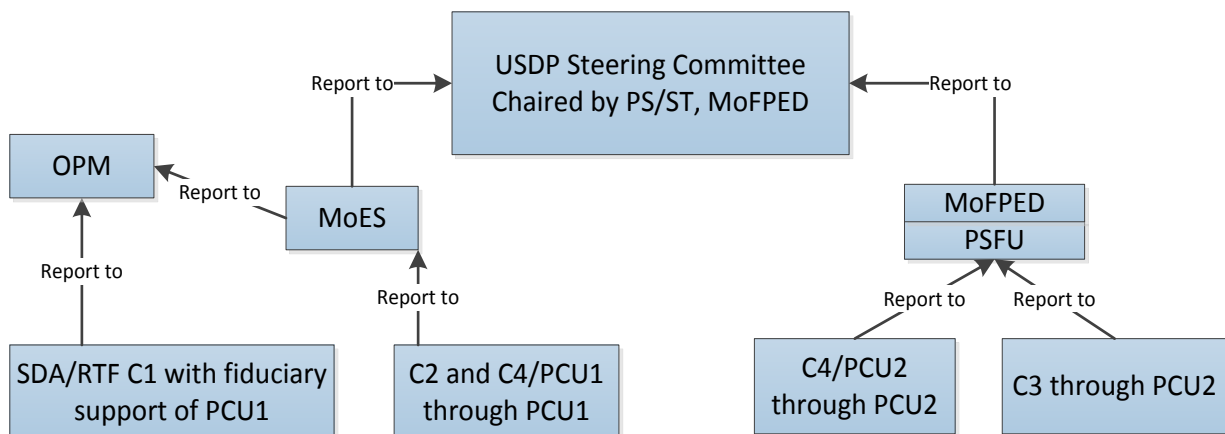 USDP Steering Committee
Chaired by PS/ST, MoFPED
Report to
Report to
OPM
Report to
MoES
MoFPED
PSFU
Report to
Report to
Report to
Report to
SDA/RTF C1 with fiduciary
support of PCU1
C2 and C4/PCU1
through PCU1
C4/PCU2
through PCU2
C3 through PCU2